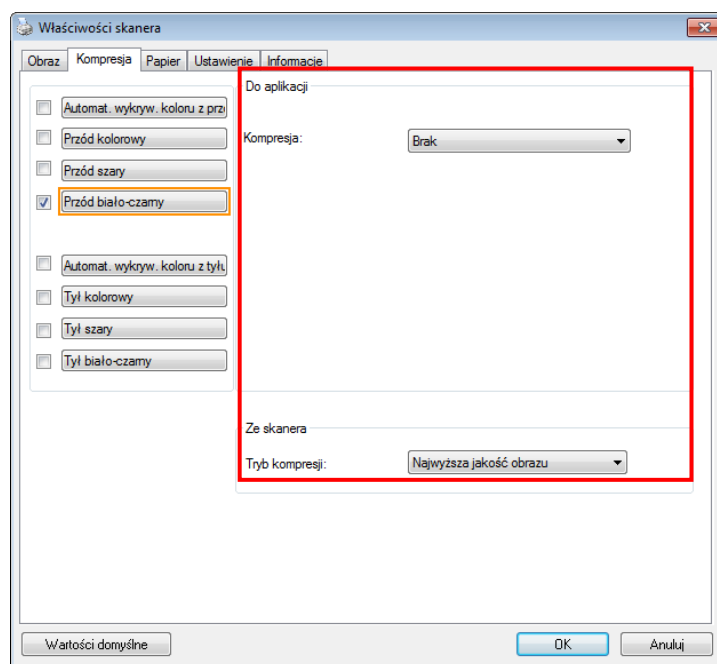 Właściwości skanera
Obraz Kompresja Papier Ustawienie Informacje
Do aplikacji
Automat. wykryw. koloru z prz
Przód kolorowy
Kompresja: Brak
Przód szary
Przód biało-czarny
Automat. wykryw. koloru z tyłu
Tył kolorowy
Tył szary
Tył biało-czarny
Ze skanera
Tryb kompresji: Najwyższa jakość obrazu
Wartości domyślne OK Anuluj